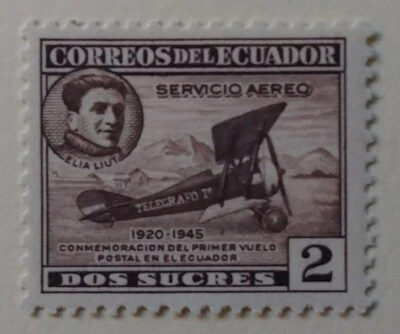 CORREOS DEL ECUADOR
SERVICIO AEREO
ELIA LIUT
TELEGRAFO Iº
1920-1945
CONMEMORACION DEL PRIMER VUELO
POSTAL EN EL ECUADOR
DOS SUCRES
2